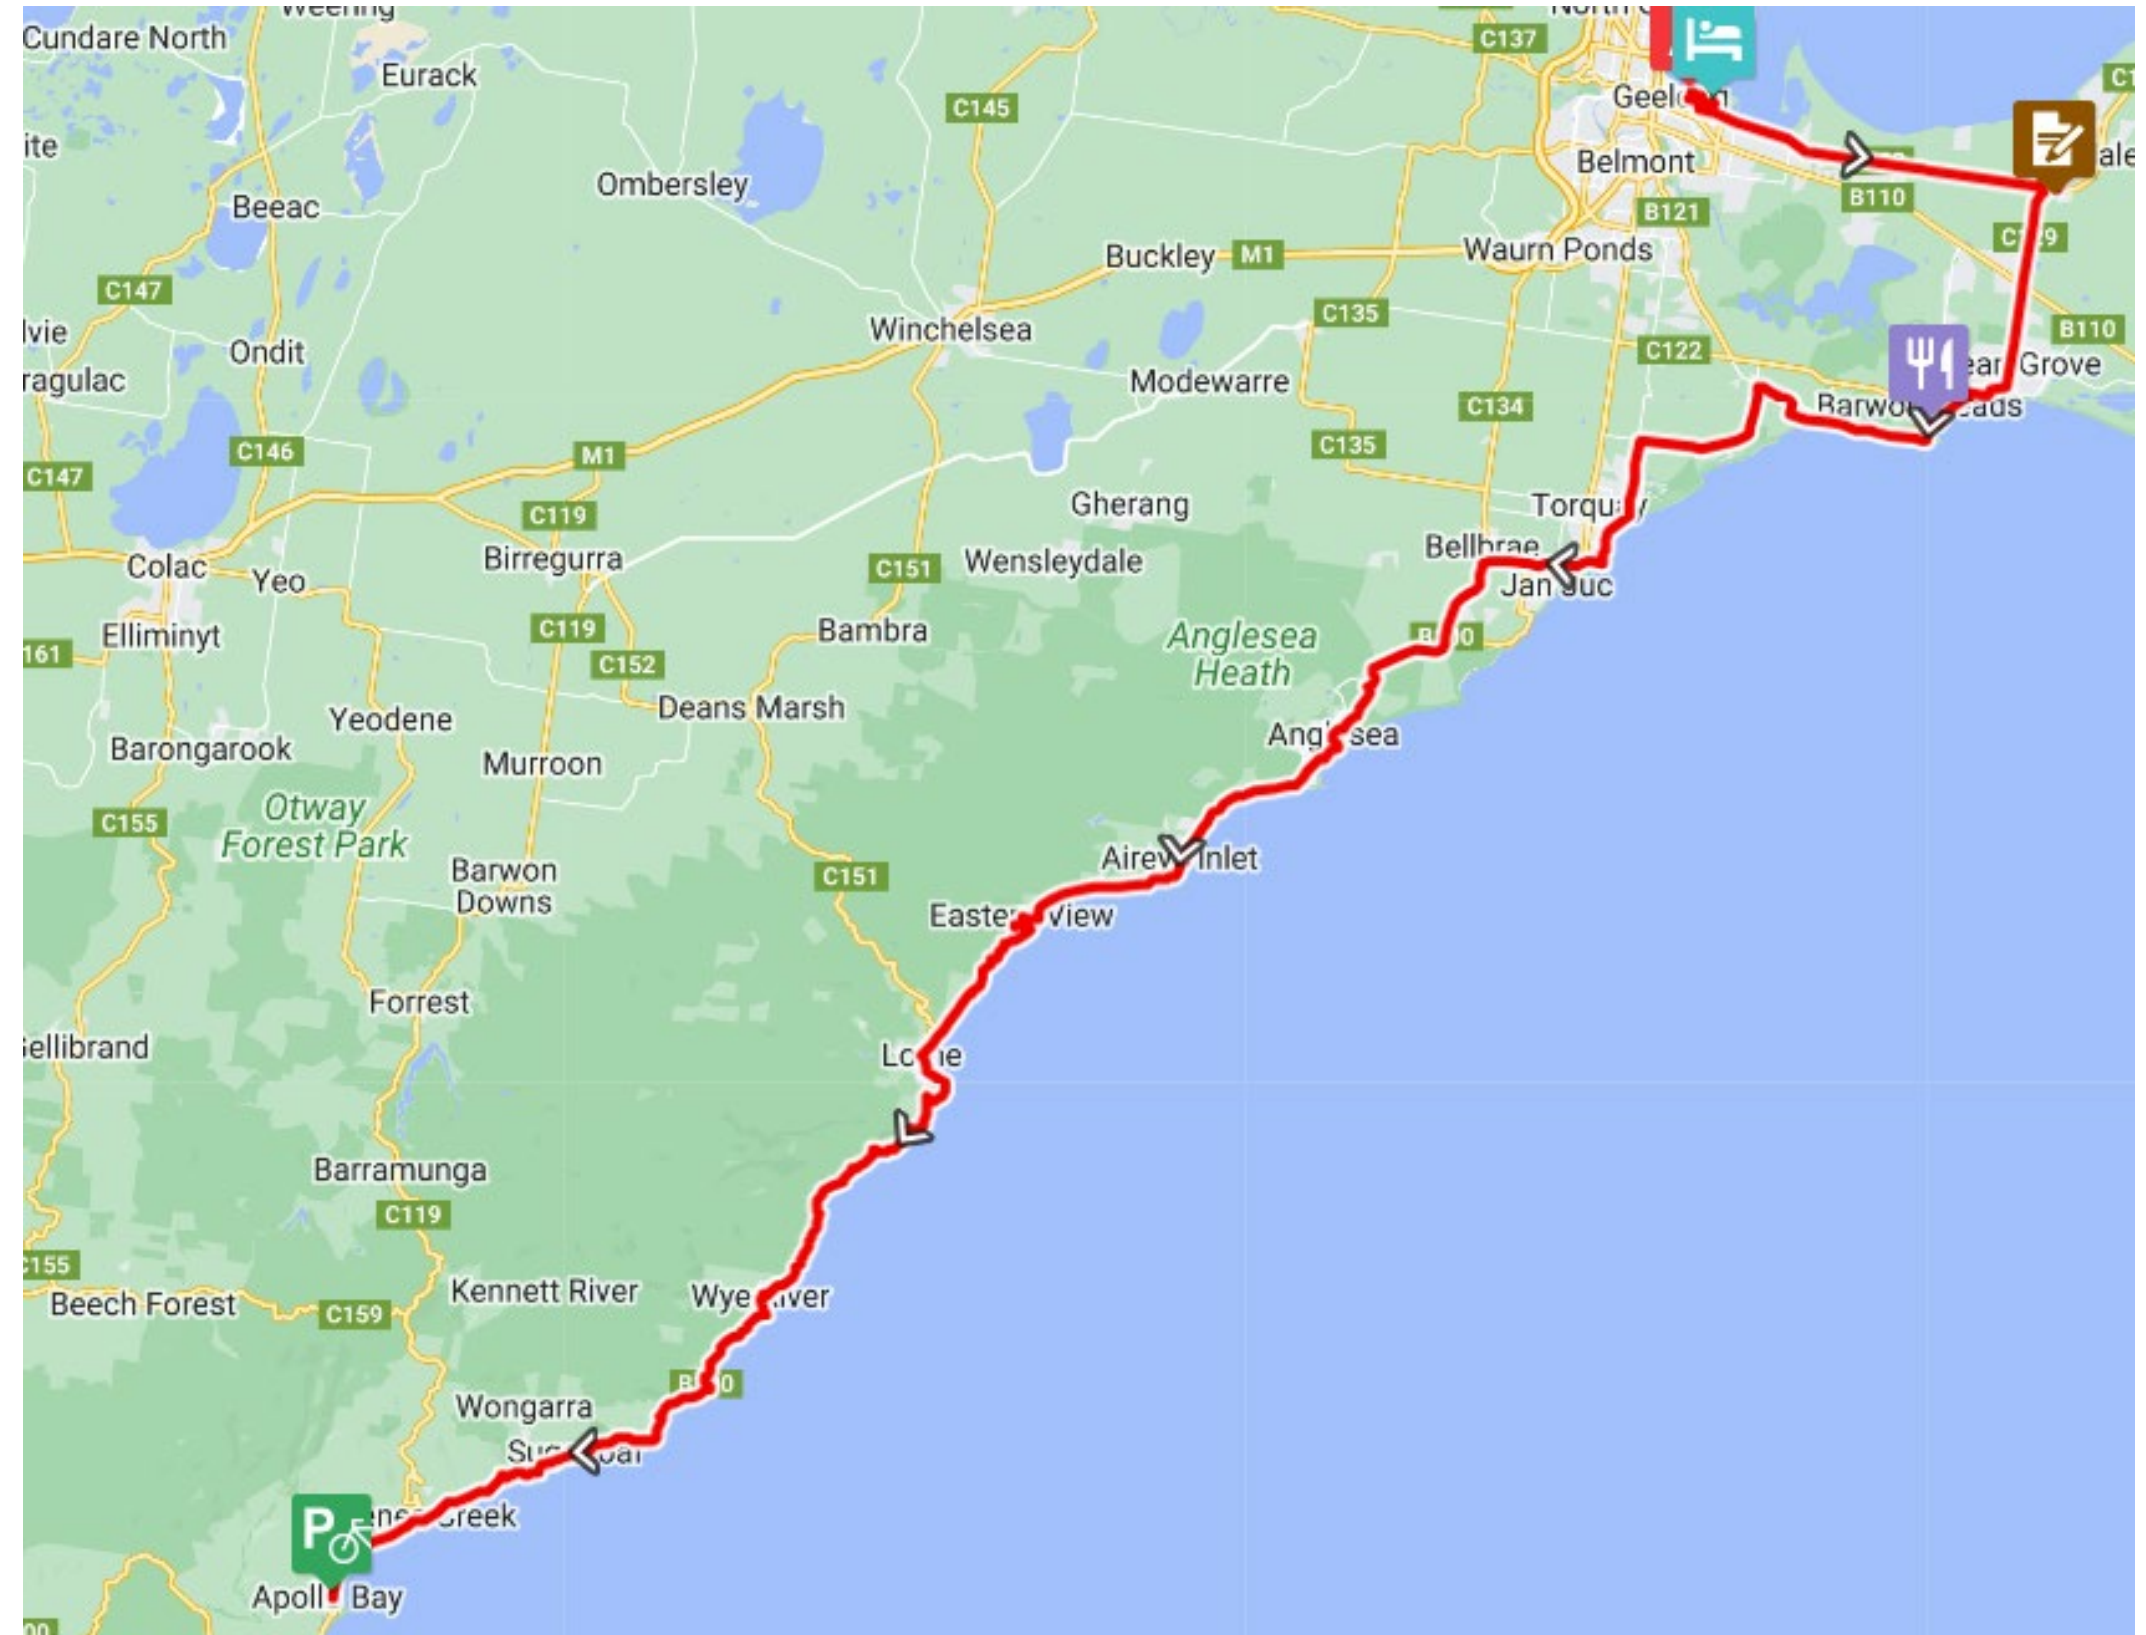 Weering
Cundare North
Eurack
C137
C145
Belmont
Ombersley
B110
Beeac
B121
Buckley
M1
Waurn Ponds
C147
C135
Winchelsea
B110
Ondit
C122
Modewarre
Grove
C134
C146
M1
C135
C147
Gherang
C119
Bellbrae
Birregurra
Wensleydale
Colac
C151
Yeo
Jan Juc
C119
Bambra
Elliminyt
Anglesea
Heath
161
C152
Deans Marsh
Yeodene
Barongarook
Murroon
Otway
Forest Park
C155
Inlet
Barwon
Downs
C151
View
Forrest
Barramunga
C119
Kennett River
Beech Forest
C159
Wongarra
Creek
P
Bay